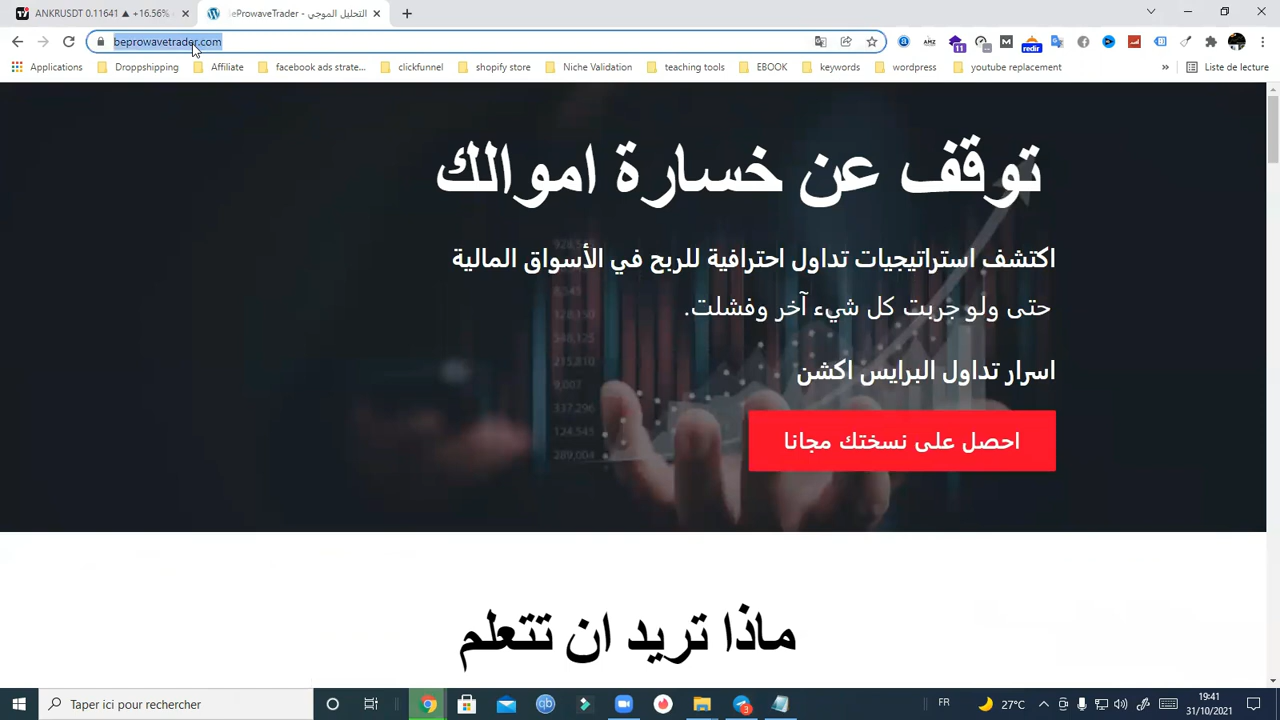 ANKRUSDT 0.11641 ▲ +16.56%
BeProwaveTrader - التحليل الموجي
beprowavetrader.com
Applications
Droppshipping
Affiliate
facebook ads strate...
clickfunnel
shopify store
Niche Validation
teaching tools
EBOOK
keywords
wordpress
youtube replacement
»
Liste de lecture
توقف عن خسارة اموالك
اكتشف استراتيجيات تداول احترافية للربح في الأسواق المالية
حتى ولو جربت كل شيء آخر وفشلت.
اسرار تداول البرايس اكشن
احصل على نسختك مجانا
ماذا تريد ان تتعلم
Taper ici pour rechercher
FR
27°C
19:41
31/10/2021